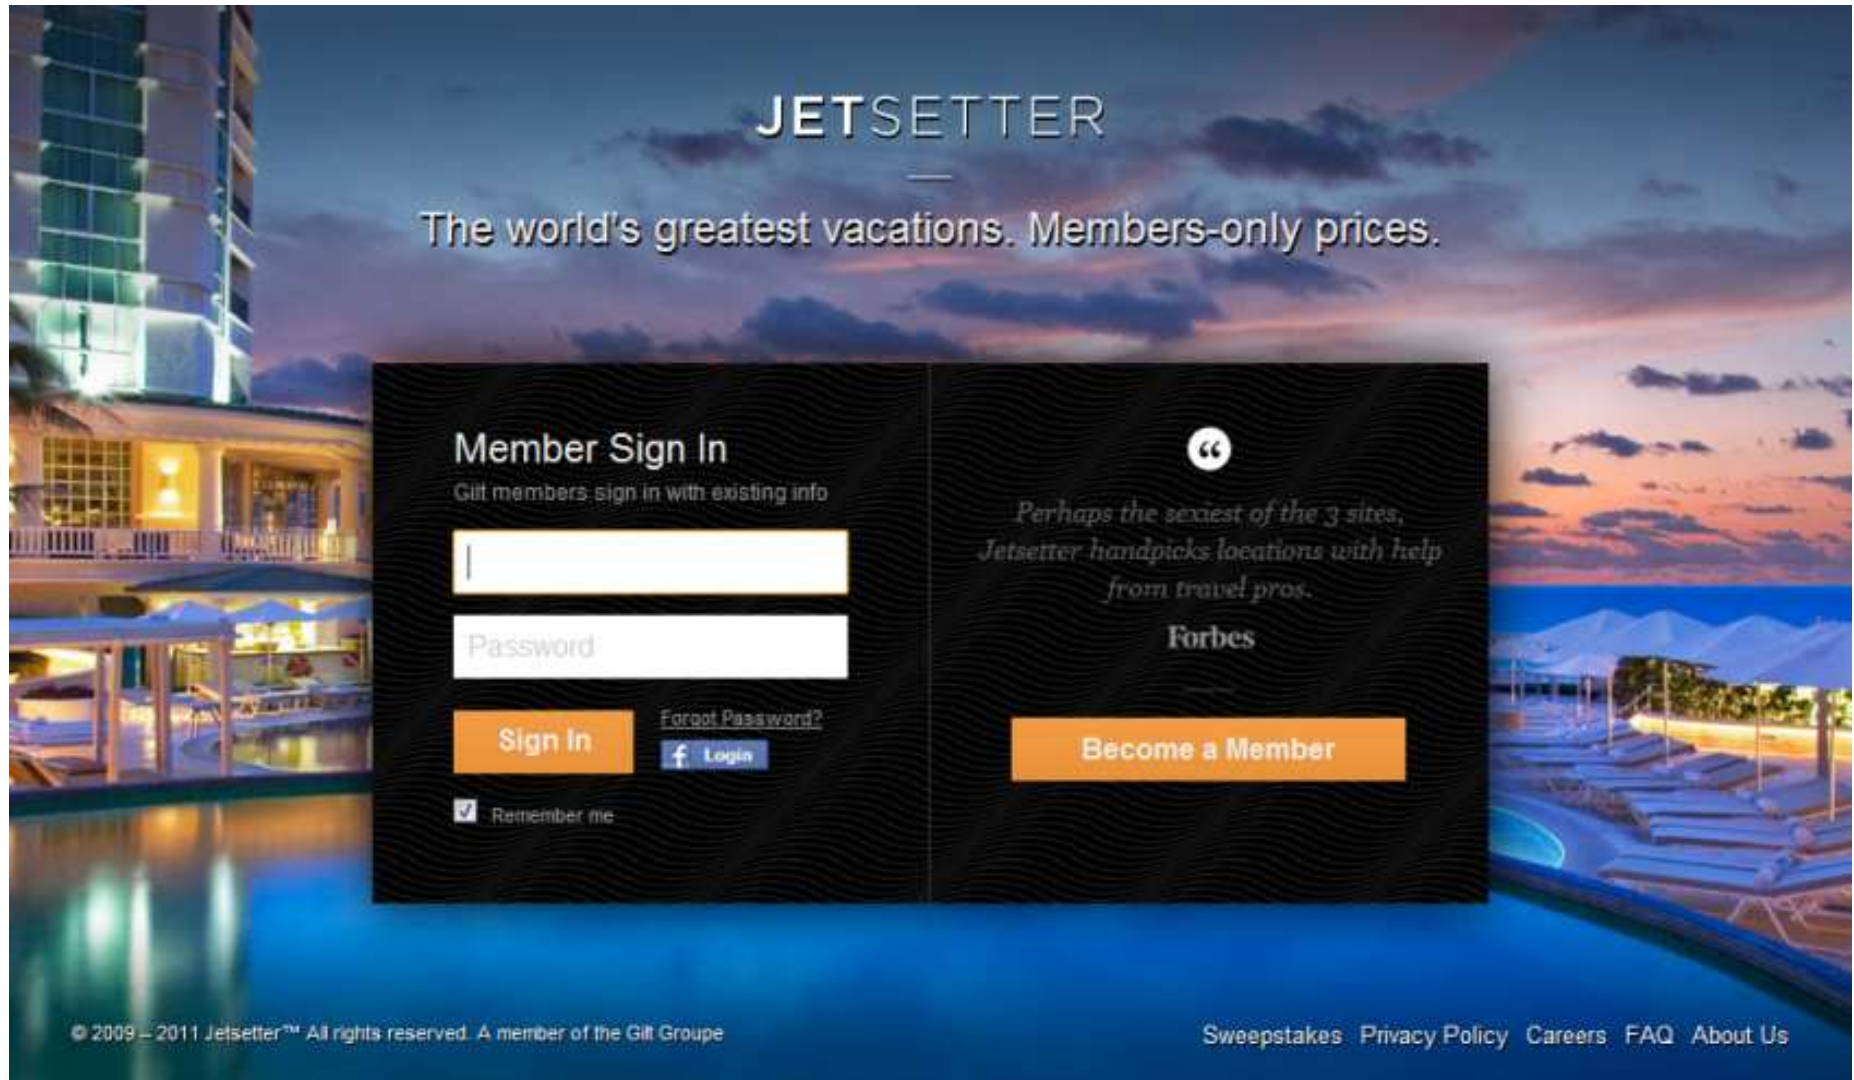 JETSETTER
The world's greatest vacations. Members-only prices.
Member Sign In
Gilt members sign in with existing info
Password
Sign In
Forgot Password?
f Login
Remember me
“
Perhaps the sexiest of the 3 sites,
Jetsetter handpicks locations with help
from travel pros.
Forbes
Become a Member
© 2009 – 2011 Jetsetter™ All rights reserved. A member of the Gilt Groupe
Sweepstakes Privacy Policy Careers FAQ About Us